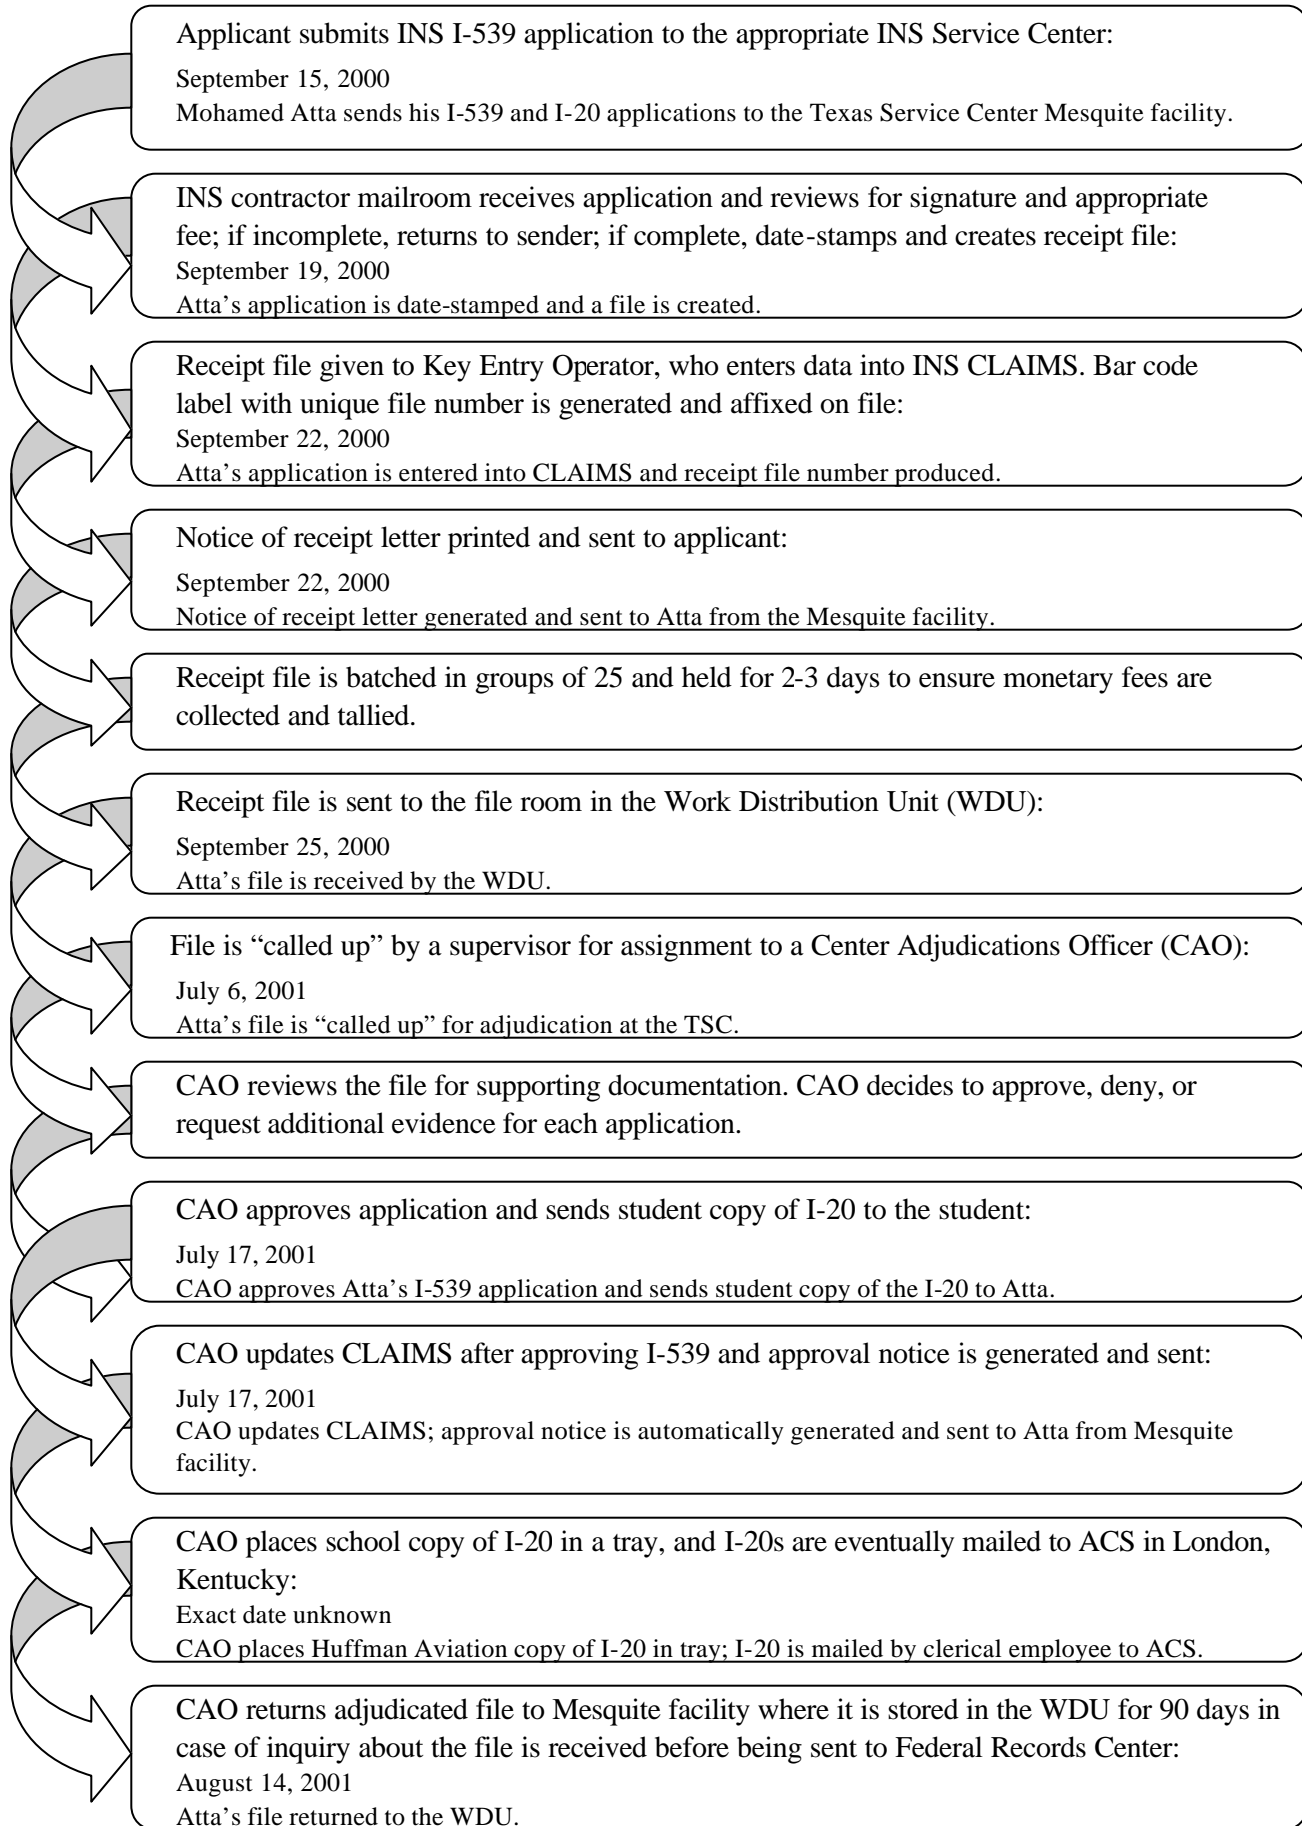 Applicant submits INS I-539 application to the appropriate INS Service Center:
September 15, 2000
Mohamed Atta sends his I-539 and I-20 applications to the Texas Service Center Mesquite facility.
INS contractor mailroom receives application and reviews for signature and appropriate
fee; if incomplete, returns to sender; if complete, date-stamps and creates receipt file:
September 19, 2000
Atta’s application is date-stamped and a file is created.
Receipt file given to Key Entry Operator, who enters data into INS CLAIMS. Bar code
label with unique file number is generated and affixed on file:
September 22, 2000
Atta’s application is entered into CLAIMS and receipt file number produced.
Notice of receipt letter printed and sent to applicant:
September 22, 2000
Notice of receipt letter generated and sent to Atta from the Mesquite facility.
Receipt file is batched in groups of 25 and held for 2-3 days to ensure monetary fees are
collected and tallied.
Receipt file is sent to the file room in the Work Distribution Unit (WDU):
September 25, 2000
Atta’s file is received by the WDU.
File is “called up” by a supervisor for assignment to a Center Adjudications Officer (CAO):
July 6, 2001
Atta’s file is “called up” for adjudication at the TSC.
CAO reviews the file for supporting documentation. CAO decides to approve, deny, or
request additional evidence for each application.
CAO approves application and sends student copy of I-20 to the student:
July 17, 2001
CAO approves Atta’s I-539 application and sends student copy of the I-20 to Atta.
CAO updates CLAIMS after approving I-539 and approval notice is generated and sent:
July 17, 2001
CAO updates CLAIMS; approval notice is automatically generated and sent to Atta from Mesquite
facility.
CAO places school copy of I-20 in a tray, and I-20s are eventually mailed to ACS in London,
Kentucky:
Exact date unknown
CAO places Huffman Aviation copy of I-20 in tray; I-20 is mailed by clerical employee to ACS.
CAO returns adjudicated file to Mesquite facility where it is stored in the WDU for 90 days in
case of inquiry about the file is received before being sent to Federal Records Center:
August 14, 2001
Atta’s file returned to the WDU.